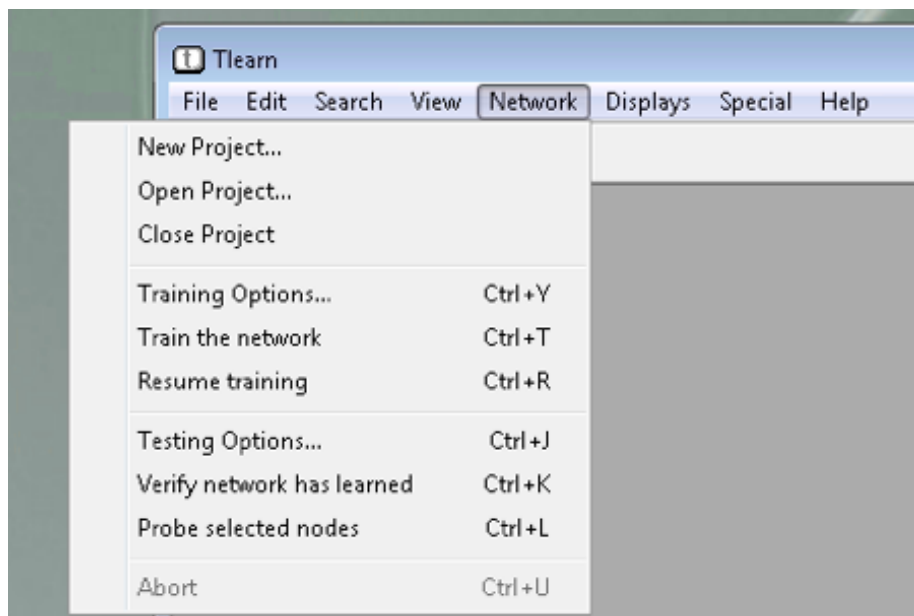 t Tlearn
File Edit Search View Network Displays Special Help
New Project...
Open Project...
Close Project
Training Options... Ctrl+Y
Train the network Ctrl+T
Resume training Ctrl+R
Testing Options... Ctrl+J
Verify network has learned Ctrl+K
Probe selected nodes Ctrl+L
Abort Ctrl+U